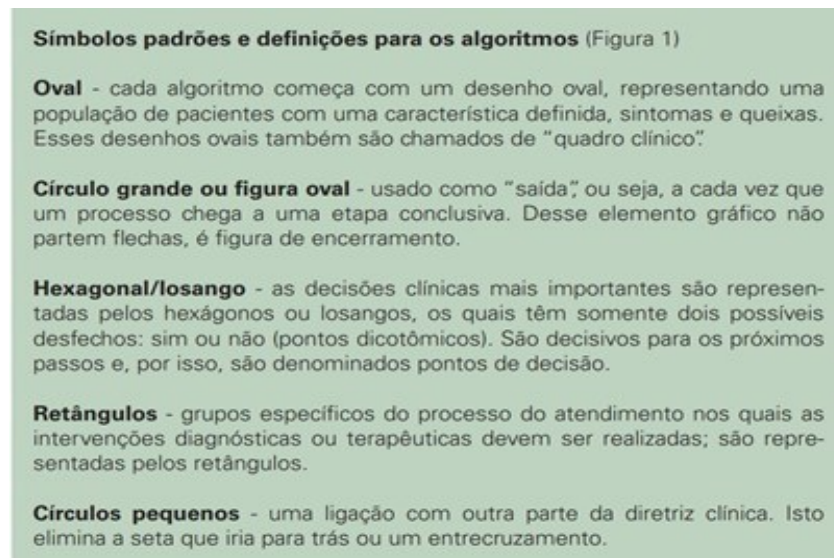 Símbolos padrões e definições para os algoritmos (Figura 1)
Oval - cada algoritmo começa com um desenho oval, representando uma
população de pacientes com uma característica definida, sintomas e queixas.
Esses desenhos ovais também são chamados de “quadro clínico”.
Círculo grande ou figura oval - usado como “saída”, ou seja, a cada vez que
um processo chega a uma etapa conclusiva. Desse elemento gráfico não
partem flechas, é figura de encerramento.
Hexagonal/losango - as decisões clínicas mais importantes são represen-
tadas pelos hexágonos ou losangos, os quais têm somente dois possíveis
desfechos: sim ou não (pontos dicotômicos). São decisivos para os próximos
passos e, por isso, são denominados pontos de decisão.
Retângulos - grupos específicos do processo do atendimento nos quais as
intervenções diagnósticas ou terapêuticas devem ser realizadas; são repre-
sentadas pelos retângulos.
Círculos pequenos - uma ligação com outra parte da diretriz clínica. Isto
elimina a seta que iria para trás ou um entrecruzamento.